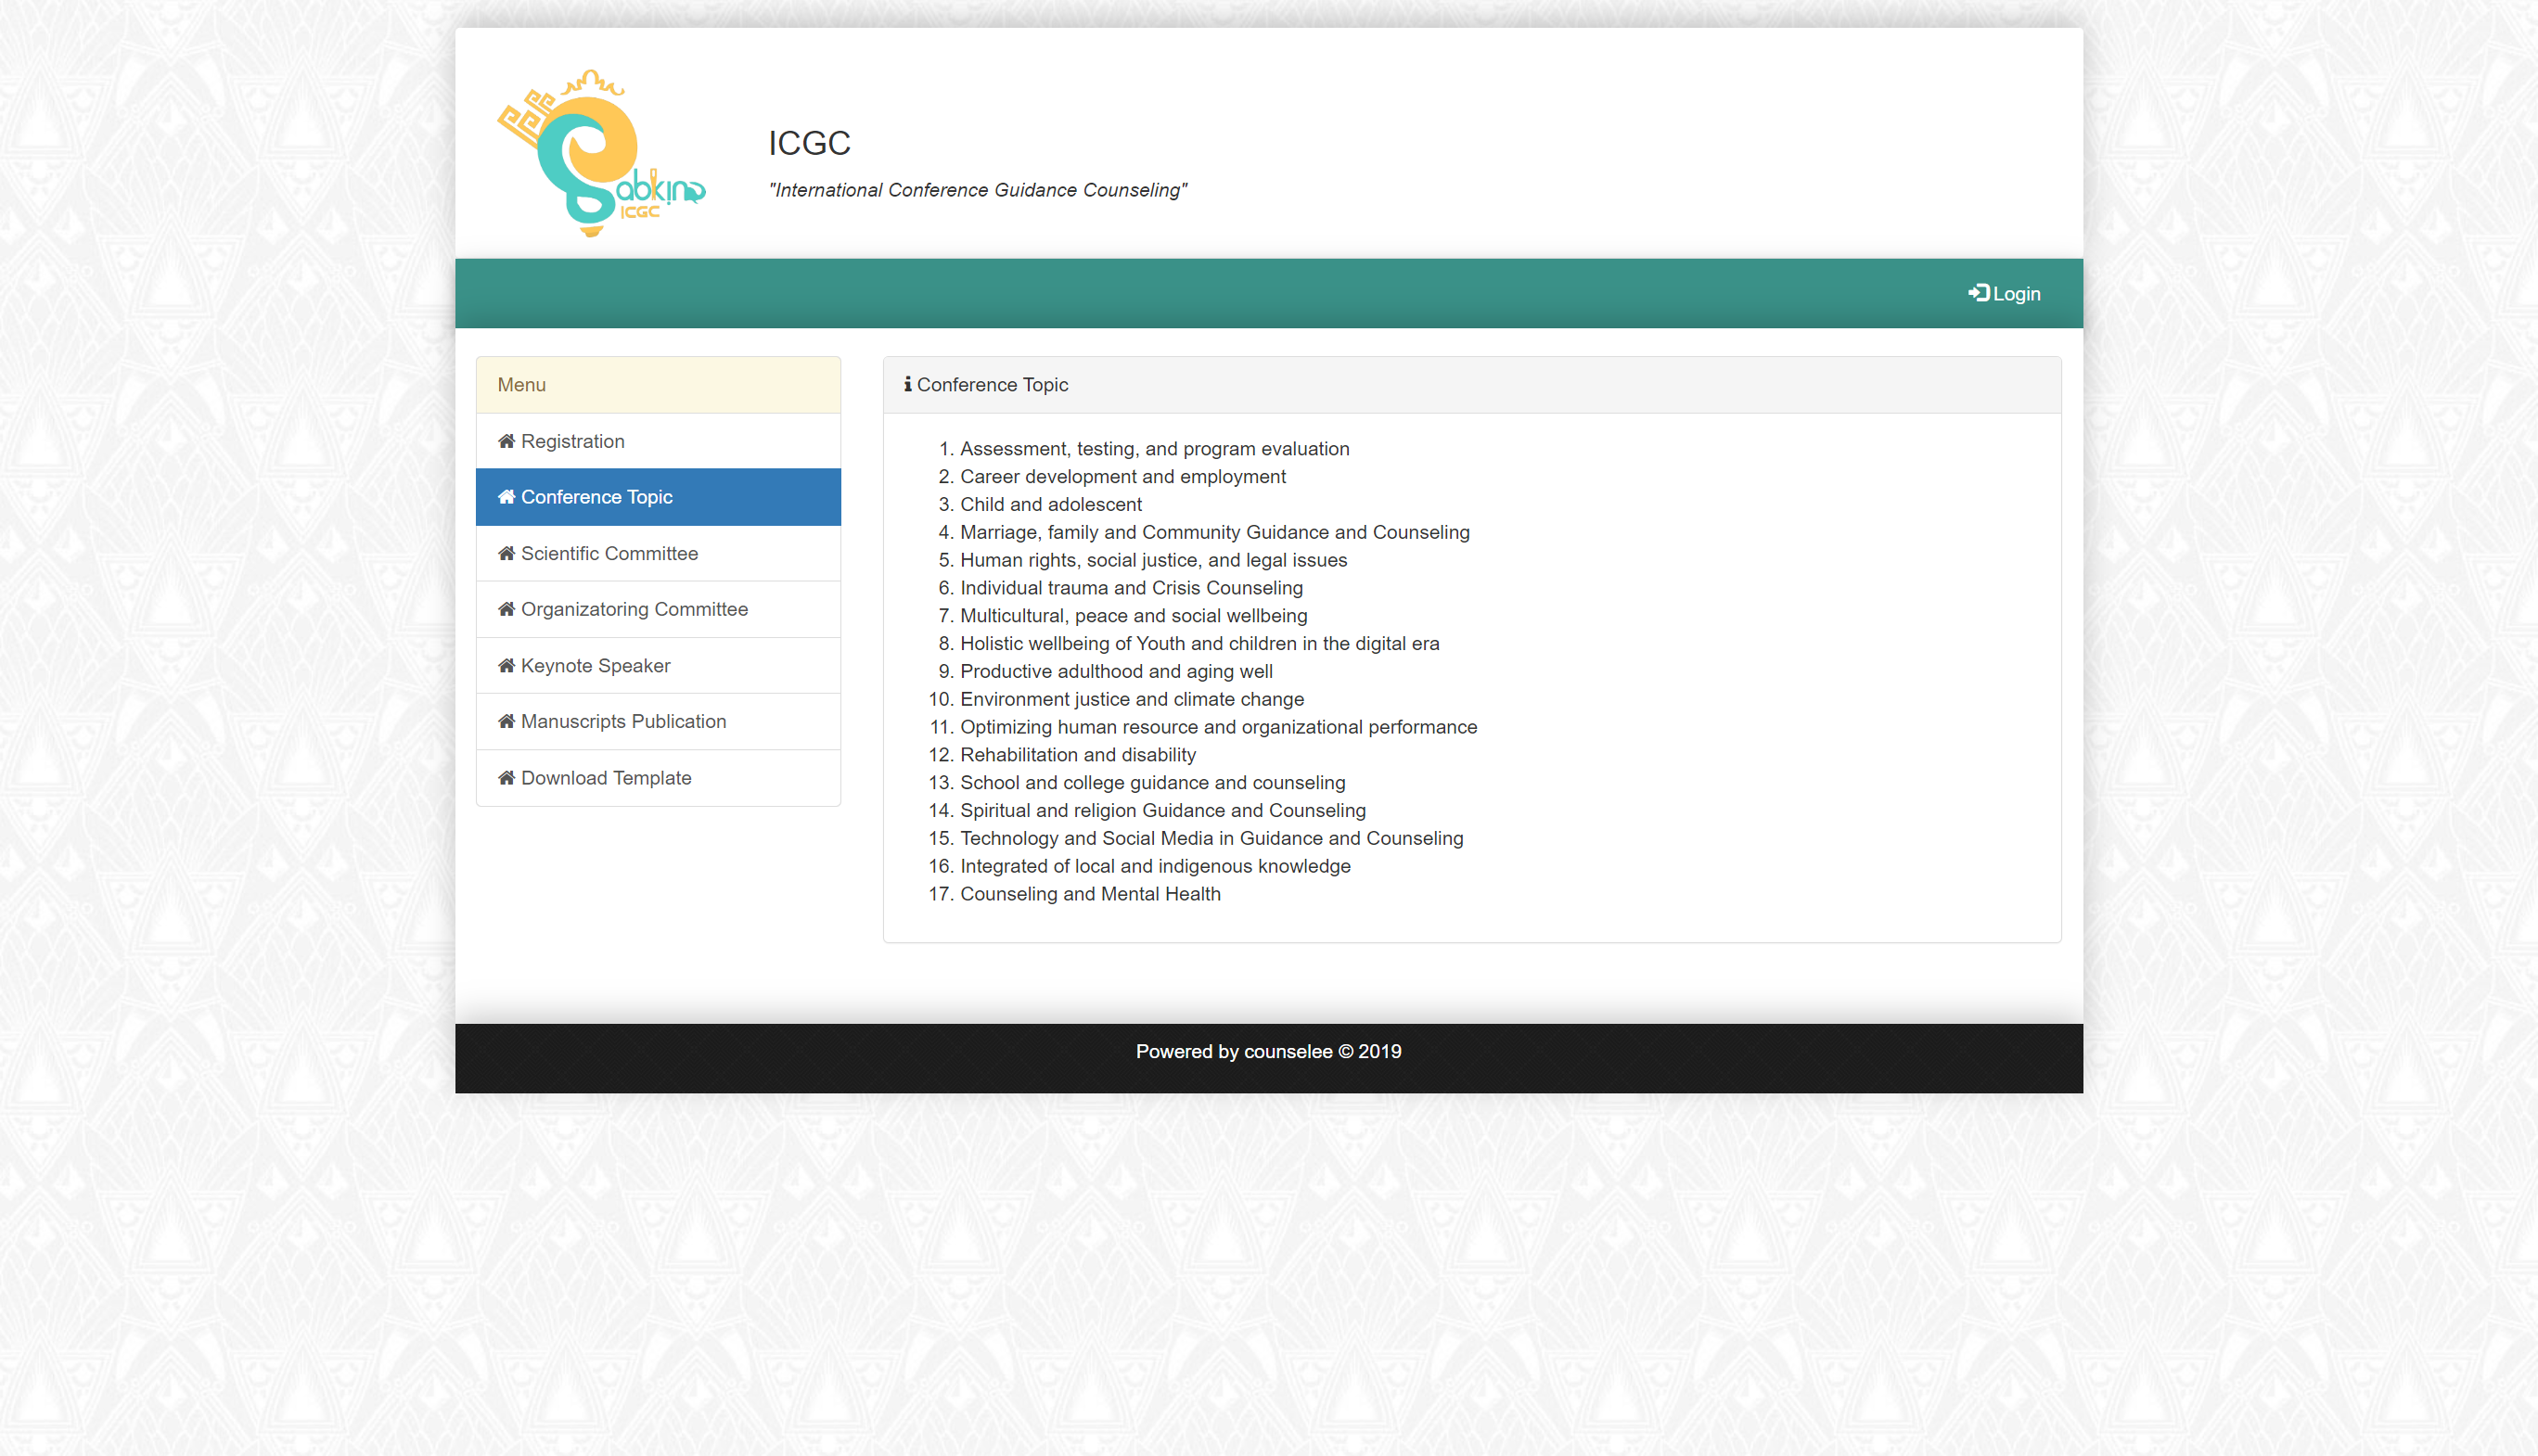 abkin
ICGC
ICGC
"International Conference Guidance Counseling"
Login
Menu
Registration
Conference Topic
Scientific Committee
Organizatoring Committee
Keynote Speaker
Manuscripts Publication
Download Template
Conference Topic
1. Assessment, testing, and program evaluation
2. Career development and employment
3. Child and adolescent
4. Marriage, family and Community Guidance and Counseling
5. Human rights, social justice, and legal issues
6. Individual trauma and Crisis Counseling
7. Multicultural, peace and social wellbeing
8. Holistic wellbeing of Youth and children in the digital era
9. Productive adulthood and aging well
10. Environment justice and climate change
11. Optimizing human resource and organizational performance
12. Rehabilitation and disability
13. School and college guidance and counseling
14. Spiritual and religion Guidance and Counseling
15. Technology and Social Media in Guidance and Counseling
16. Integrated of local and indigenous knowledge
17. Counseling and Mental Health
Powered by counselee © 2019